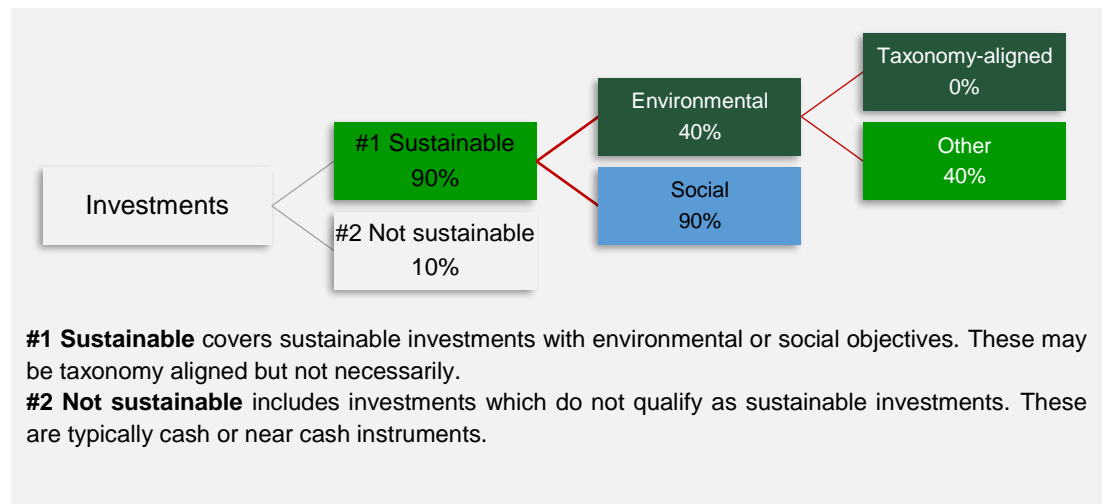 Investments
#1 Sustainable
90%
#2 Not sustainable
10%
Environmental
40%
Social
90%
Taxonomy-aligned
0%
Other
40%
#1 Sustainable covers sustainable investments with environmental or social objectives. These may
be taxonomy aligned but not necessarily.
#2 Not sustainable includes investments which do not qualify as sustainable investments. These
are typically cash or near cash instruments.